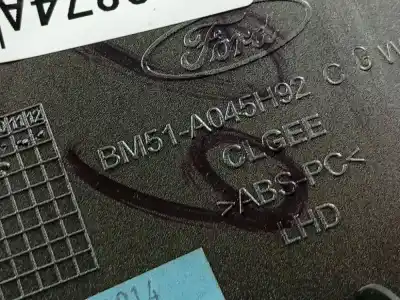 Ford
BM51-A045H92 C G W
CLGEE
>ABS-PC<
LHD